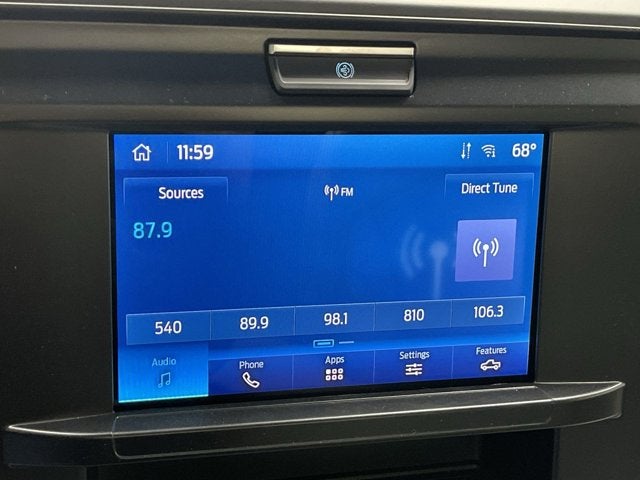 11:59
68°
Sources
FM
Direct Tune
87.9
540
89.9
98.1
810
106.3
Audio
Phone
Apps
Settings
Features